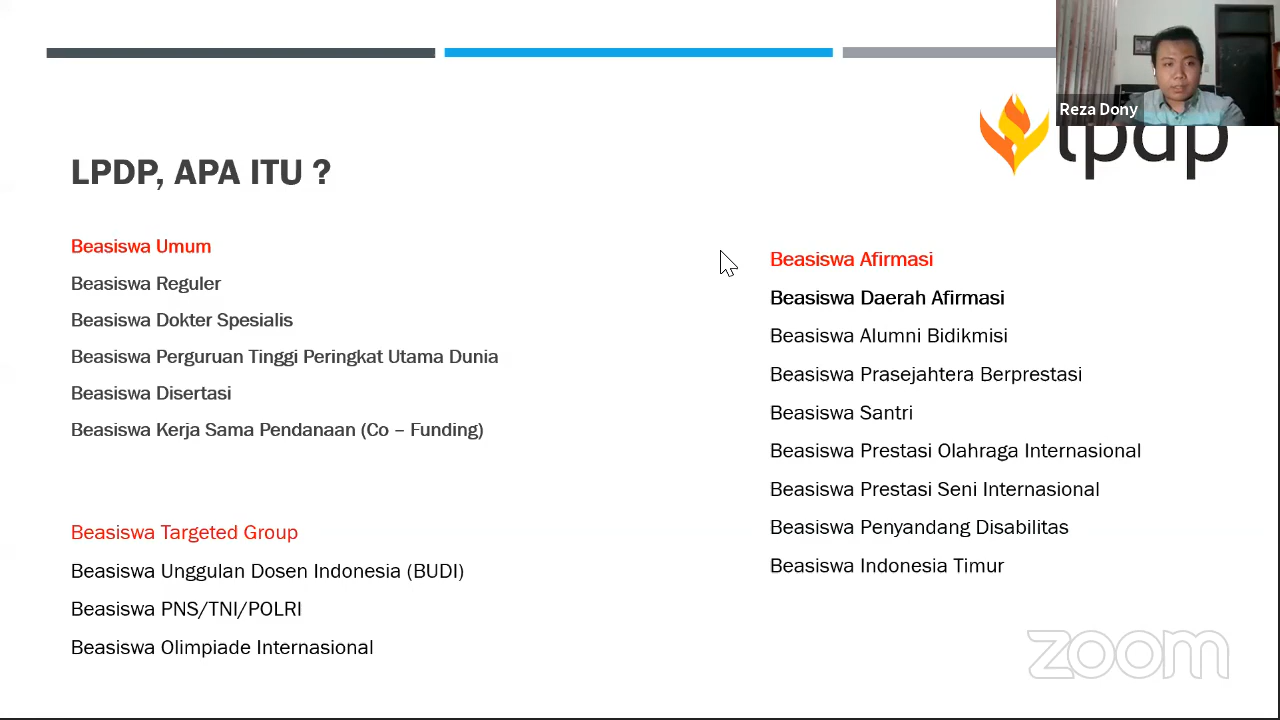 Reza Dony
lpdp
LPDP, APA ITU ?
Beasiswa Umum
Beasiswa Reguler
Beasiswa Dokter Spesialis
Beasiswa Perguruan Tinggi Peringkat Utama Dunia
Beasiswa Disertasi
Beasiswa Kerja Sama Pendanaan (Co – Funding)
Beasiswa Targeted Group
Beasiswa Unggulan Dosen Indonesia (BUDI)
Beasiswa PNS/TNI/POLRI
Beasiswa Olimpiade Internasional
Beasiswa Afirmasi
Beasiswa Daerah Afirmasi
Beasiswa Alumni Bidikmisi
Beasiswa Prasejahtera Berprestasi
Beasiswa Santri
Beasiswa Prestasi Olahraga Internasional
Beasiswa Prestasi Seni Internasional
Beasiswa Penyandang Disabilitas
Beasiswa Indonesia Timur
zoom